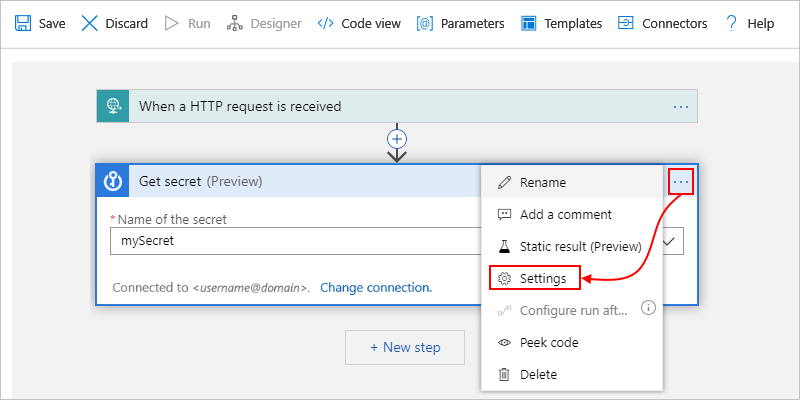 Save Discard Run Designer Code view [@] Parameters Templates Connectors ? Help
When a HTTP request is received ...
Get secret (Preview) ...
Rename
* Name of the secret
Add a comment
mySecret
Static result (Preview)
Settings
Connected to <username@domain>. Change connection.
Configure run aft...
+ New step
Peek code
Delete